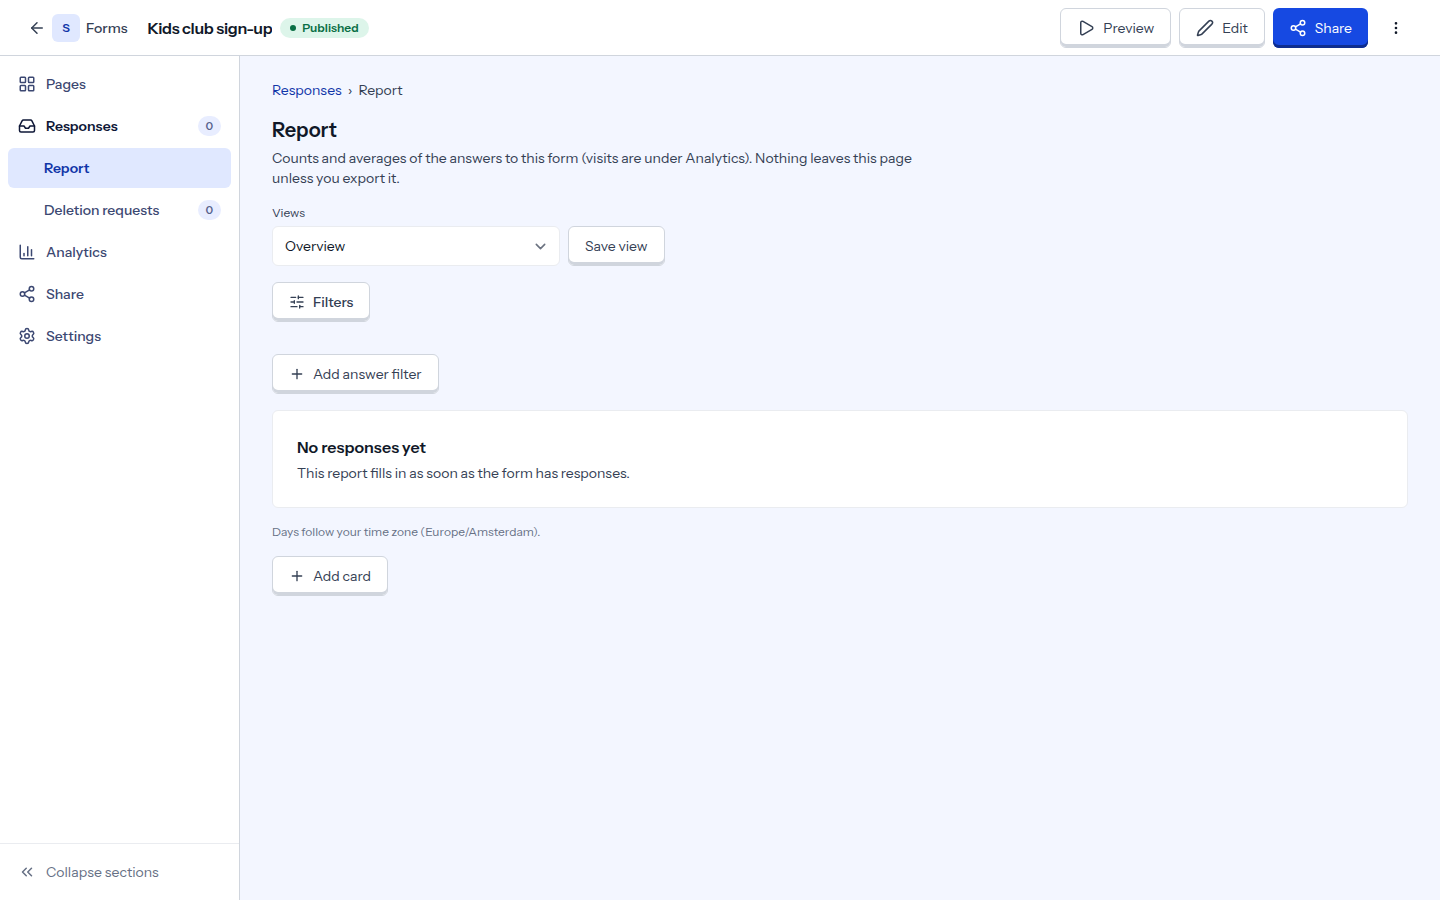 S Forms Kids club sign-up Published Preview Edit Share
Pages
Responses 0
Report
Deletion requests 0
Analytics
Share
Settings
Collapse sections
Responses › Report
Report
Counts and averages of the answers to this form (visits are under Analytics). Nothing leaves this page
unless you export it.
Views
Overview Save view
Filters
Add answer filter
No responses yet
This report fills in as soon as the form has responses.
Days follow your time zone (Europe/Amsterdam).
Add card